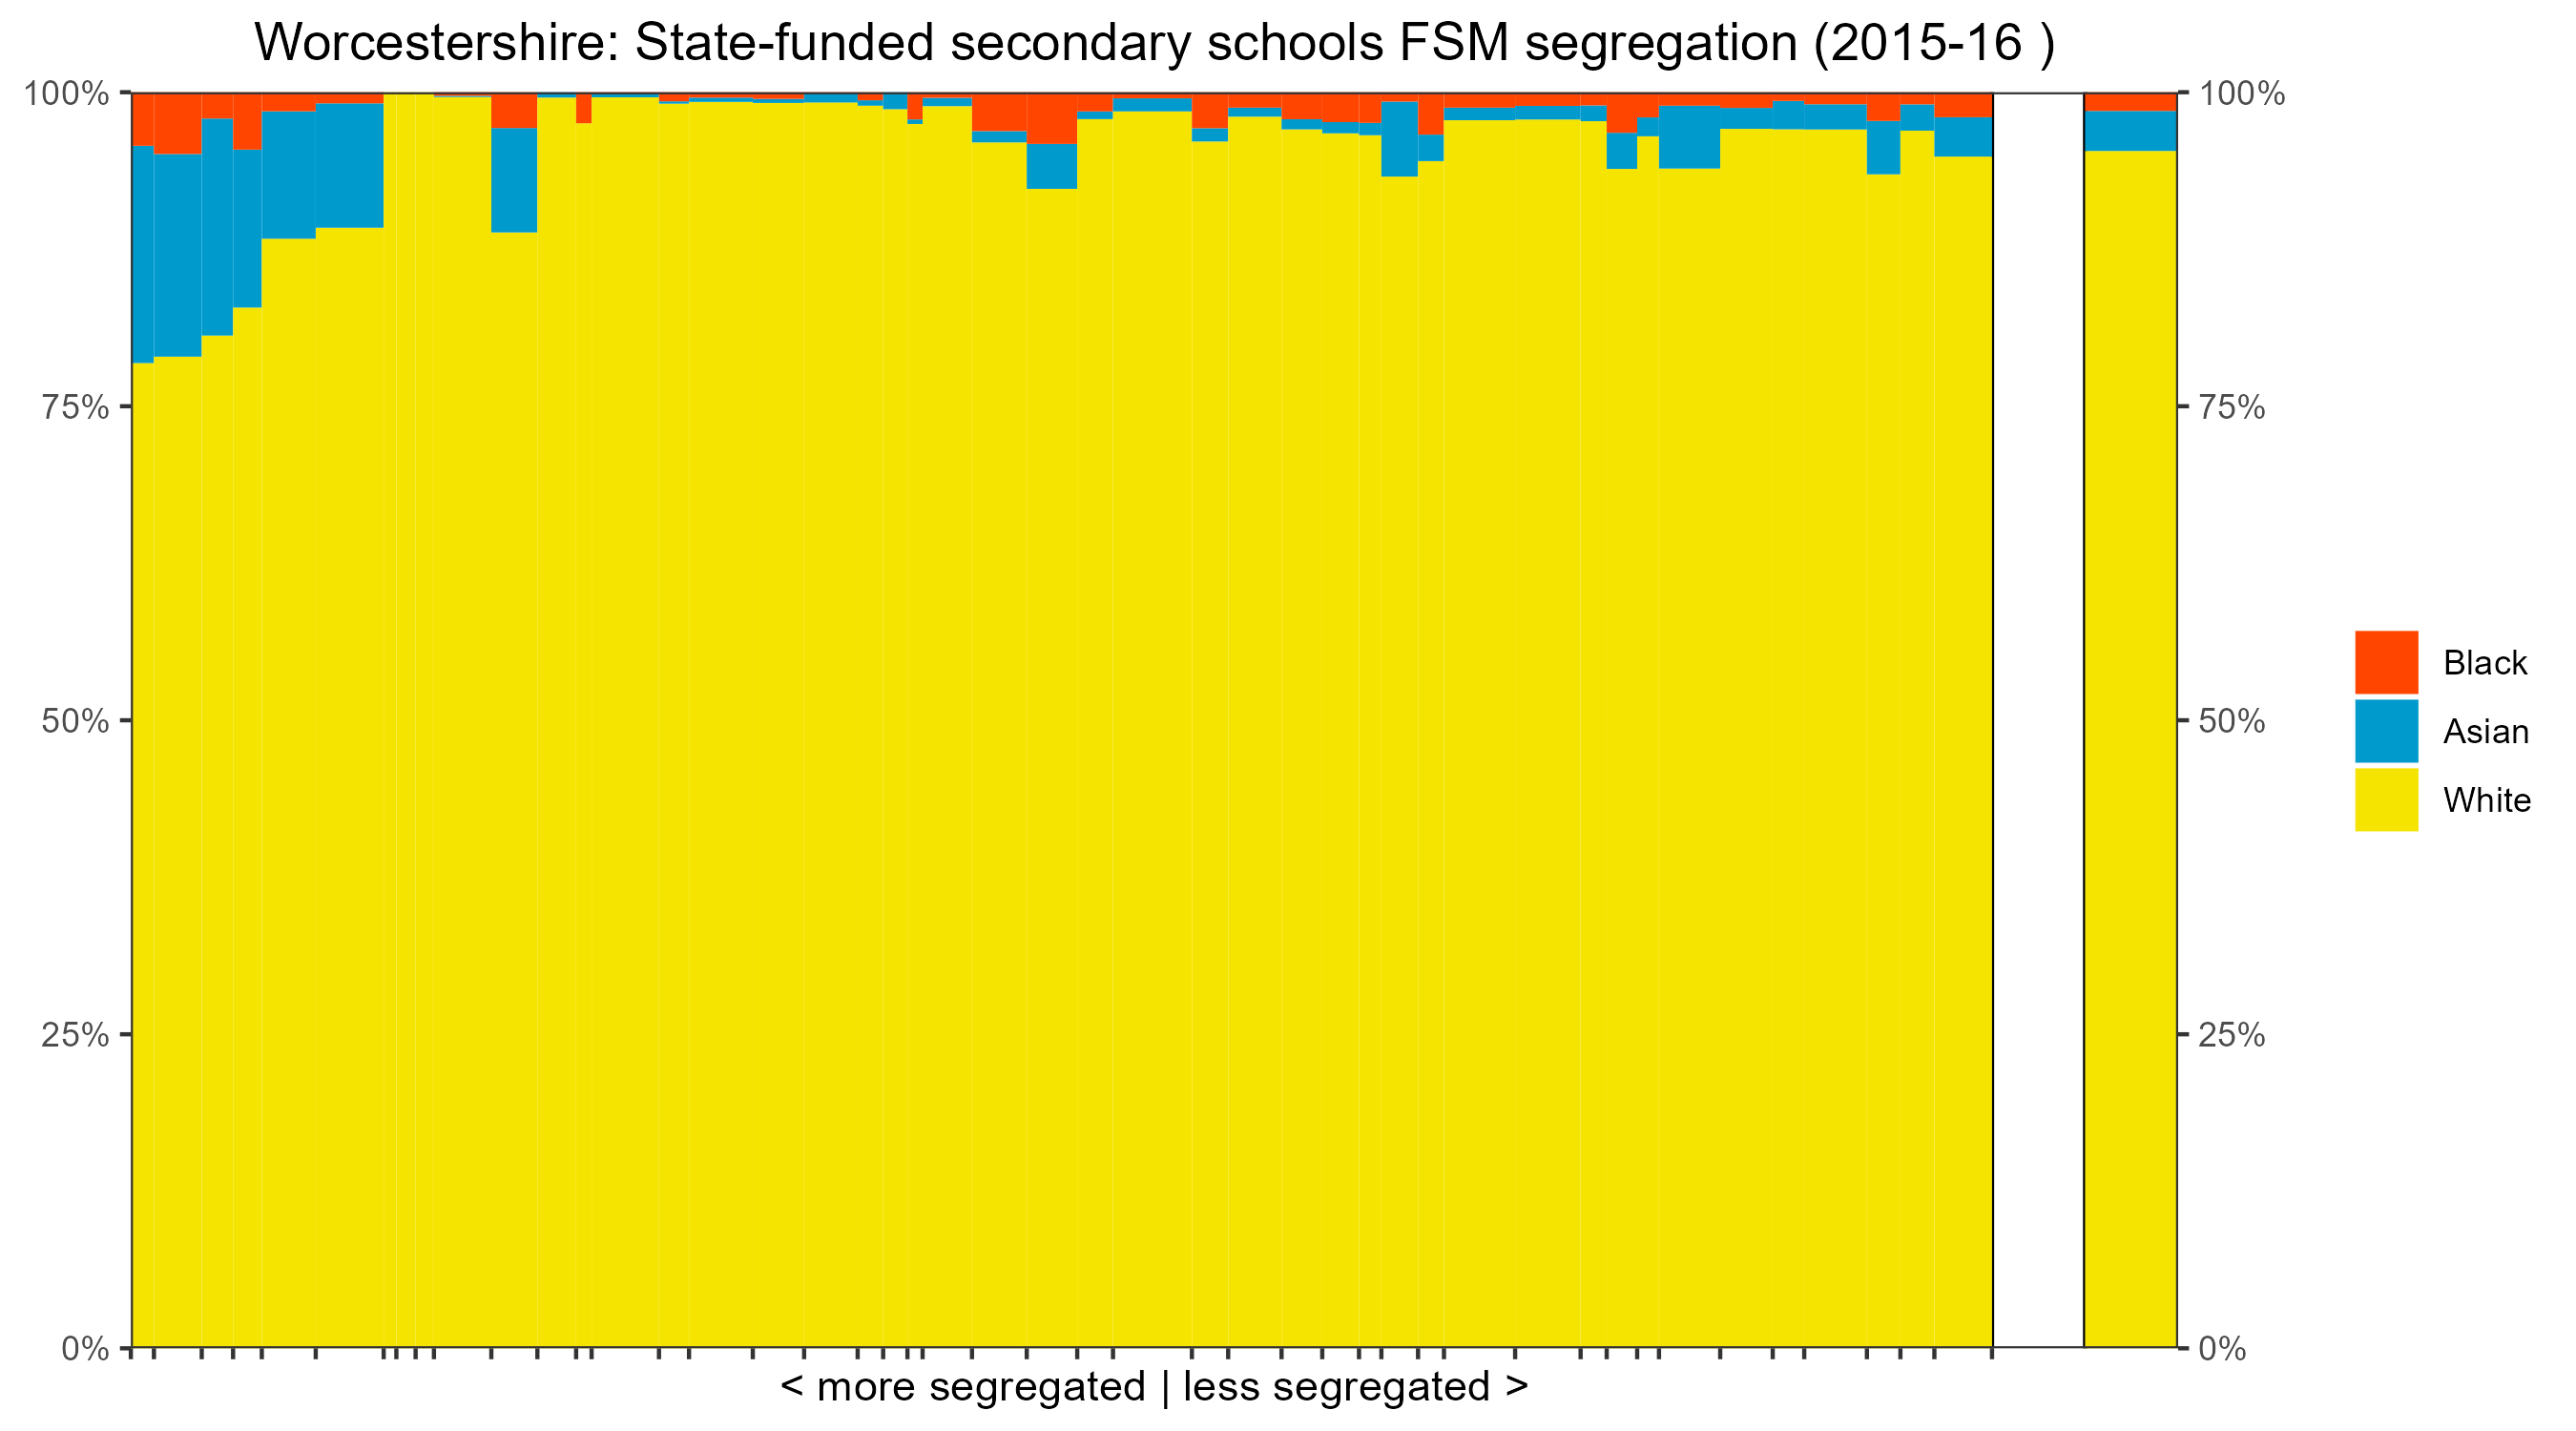 Worcestershire: State-funded secondary schools FSM segregation (2015-16 )
100%
75%
50%
25%
0%
100%
75%
50%
25%
0%
Black
Asian
White
< more segregated | less segregated >